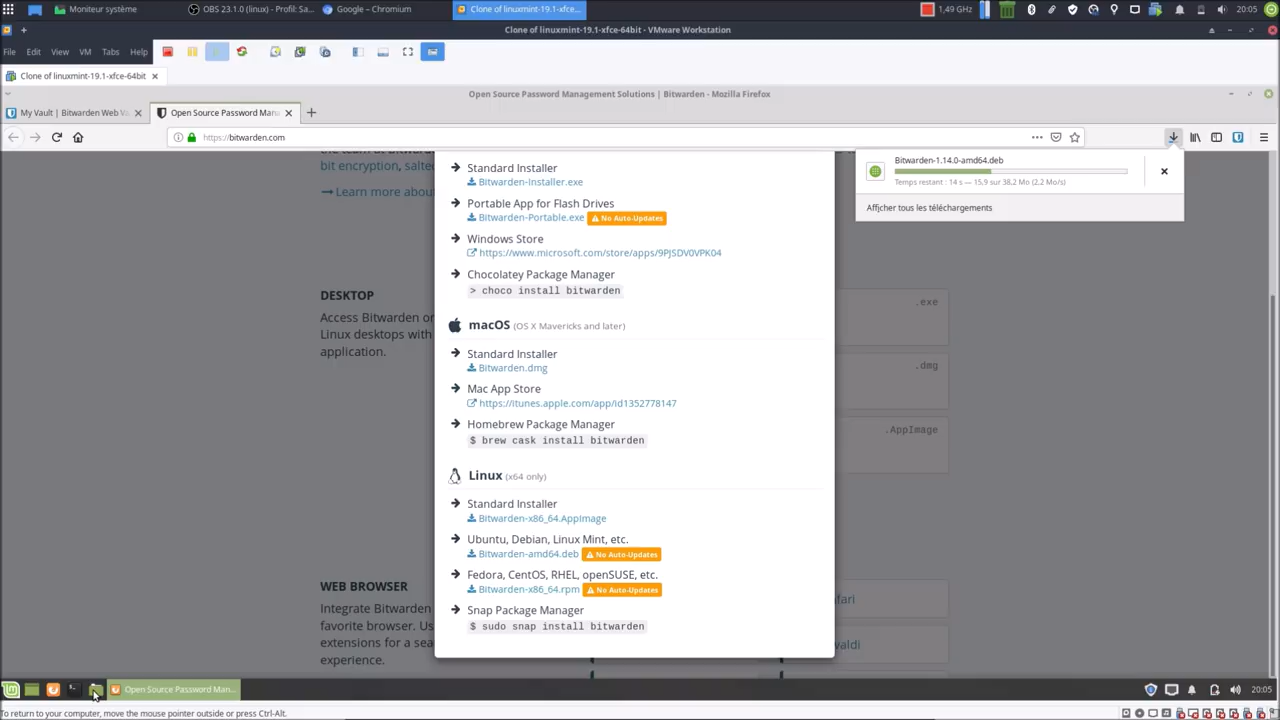 Moniteur système
OBS 23.1.0 (linux) - Profil: Sa...
Google – Chromium
Clone of linuxmint-19.1-xfce...
1,49 GHz
20:05
Clone of linuxmint-19.1-xfce-64bit - VMware Workstation
File Edit View VM Tabs Help
Clone of linuxmint-19.1-xfce-64bit
Open Source Password Management Solutions | Bitwarden - Mozilla Firefox
My Vault | Bitwarden Web Va
Open Source Password Mana
https://bitwarden.com
the team at
bit encryption, salted
Learn more about
Bitwarden-1.14.0-amd64.deb
Temps restant : 14 s — 15,9 sur 38,2 Mo (2,2 Mo/s)
Afficher tous les téléchargements
Standard Installer
Bitwarden-Installer.exe
Portable App for Flash Drives
Bitwarden-Portable.exe No Auto-Updates
Windows Store
https://www.microsoft.com/store/apps/9PJSDV0VPK04
Chocolatey Package Manager
> choco install bitwarden
DESKTOP
Access Bitwarden on
Linux desktops with
application.
.exe
.dmg
.AppImage
macOS (OS X Mavericks and later)
Standard Installer
Bitwarden.dmg
Mac App Store
https://itunes.apple.com/app/id1352778147
Homebrew Package Manager
$ brew cask install bitwarden
Linux (x64 only)
Standard Installer
Bitwarden-x86_64.AppImage
Ubuntu, Debian, Linux Mint, etc.
Bitwarden-amd64.deb No Auto-Updates
Fedora, CentOS, RHEL, openSUSE, etc.
Bitwarden-x86_64.rpm No Auto-Updates
Snap Package Manager
$ sudo snap install bitwarden
WEB BROWSER
Integrate Bitwarden
favorite browser. Us
extensions for a sea
experience.
afari
valdi
Open Source Password Man...
20:05
To return to your computer, move the mouse pointer outside or press Ctrl-Alt.